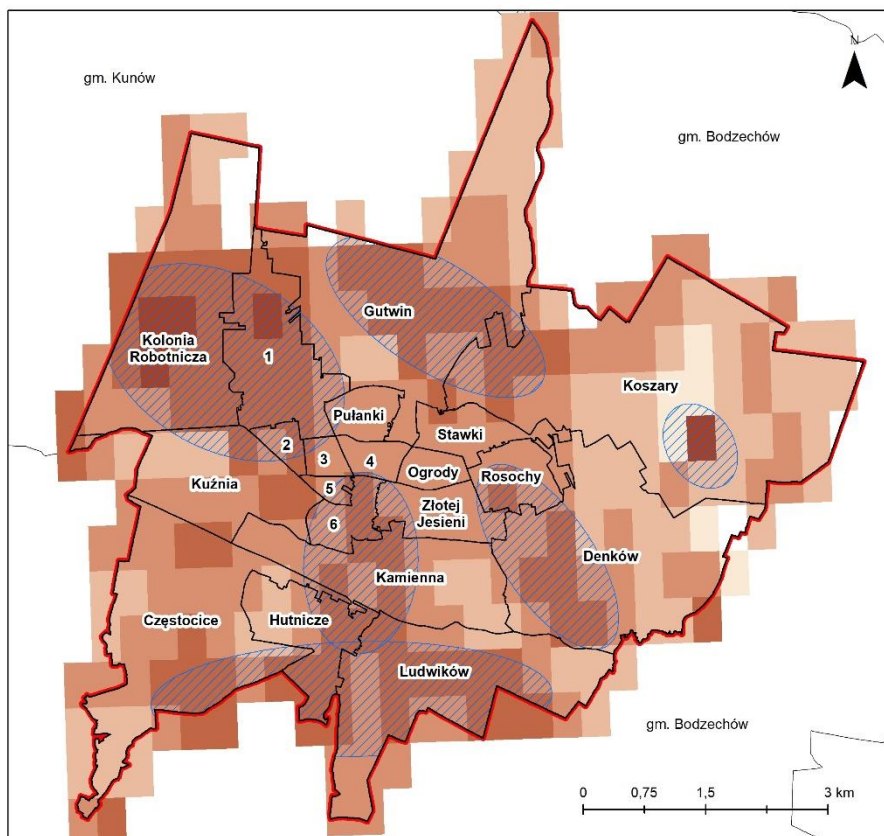 gm. Kunów
N
gm. Bodzechów
Gutwin
Kolonia
Robotnicza
1
Koszary
Pułanki
Stawki
2
3
4
Ogrody
Rosochy
Kuźnia
5
Złotej
Jesieni
6
Denków
Kamienna
Częstocice
Hutnicze
Ludwików
gm. Bodzechów
0
0,75
1,5
3 km